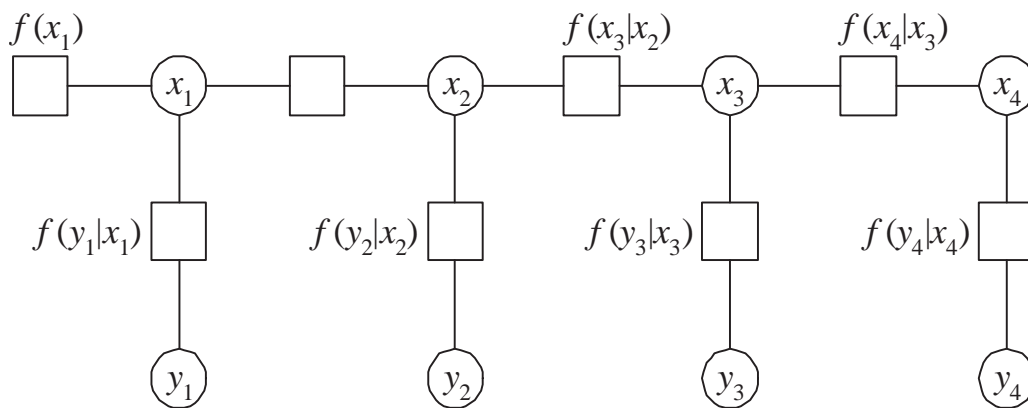 f(x₁) f(x₃|x₂) f(x₄|x₃)
x₁ x₂ x₃ x₄
f(y₁|x₁) f(y₂|x₂) f(y₃|x₃) f(y₄|x₄)
y₁ y₂ y₃ y₄